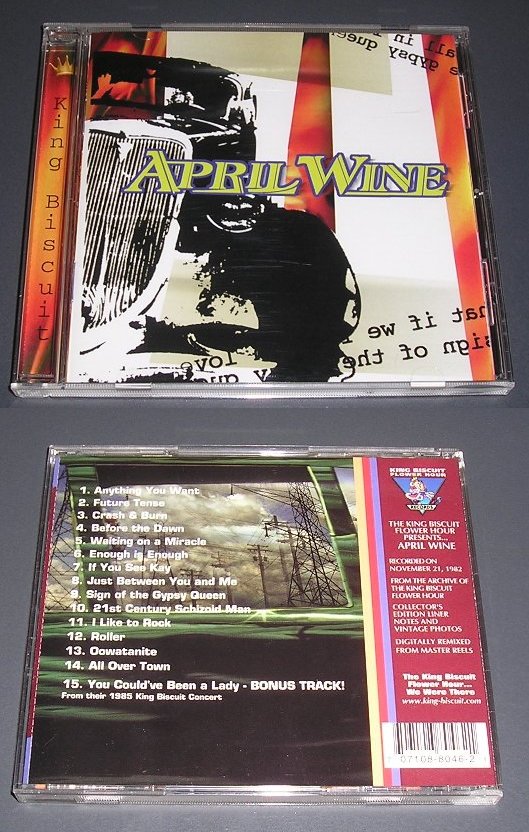 King Biscuit
all in
e gypsy queen
APRIL WINE
hat if we
sign of the
love
y que
1. Anything You Want
2. Future Tense
3. Crash & Burn
4. Before the Dawn
5. Waiting on a Miracle
6. Enough is Enough
7. If You See Kay
8. Just Between You and Me
9. Sign of the Gypsy Queen
10. 21st Century Schizoid Man
11. I Like to Rock
12. Roller
13. Oowatanite
14. All Over Town
15. You Could've Been a Lady - BONUS TRACK!
From their 1985 King Biscuit Concert
KING BISCUIT
FLOWER HOUR
RECORDS
THE KING BISCUIT
FLOWER HOUR
PRESENTS...
APRIL WINE
RECORDED ON
NOVEMBER 21, 1982
FROM THE ARCHIVE OF
THE KING BISCUIT
FLOWER HOUR
COLLECTOR'S
EDITION LINER
NOTES AND
VINTAGE PHOTOS
DIGITALLY REMIXED
FROM MASTER REELS
The King Biscuit
Flower Hour...
We Were There
www.king-biscuit.com
07108-8046-2